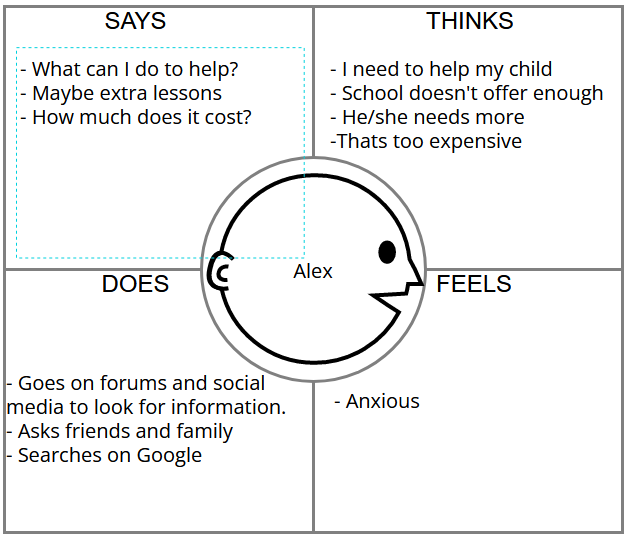 SAYS
- What can I do to help?
- Maybe extra lessons
- How much does it cost?
THINKS
- I need to help my child
- School doesn't offer enough
- He/she needs more
-Thats too expensive
Alex
DOES
- Goes on forums and social
media to look for information.
- Asks friends and family
- Searches on Google
FEELS
- Anxious